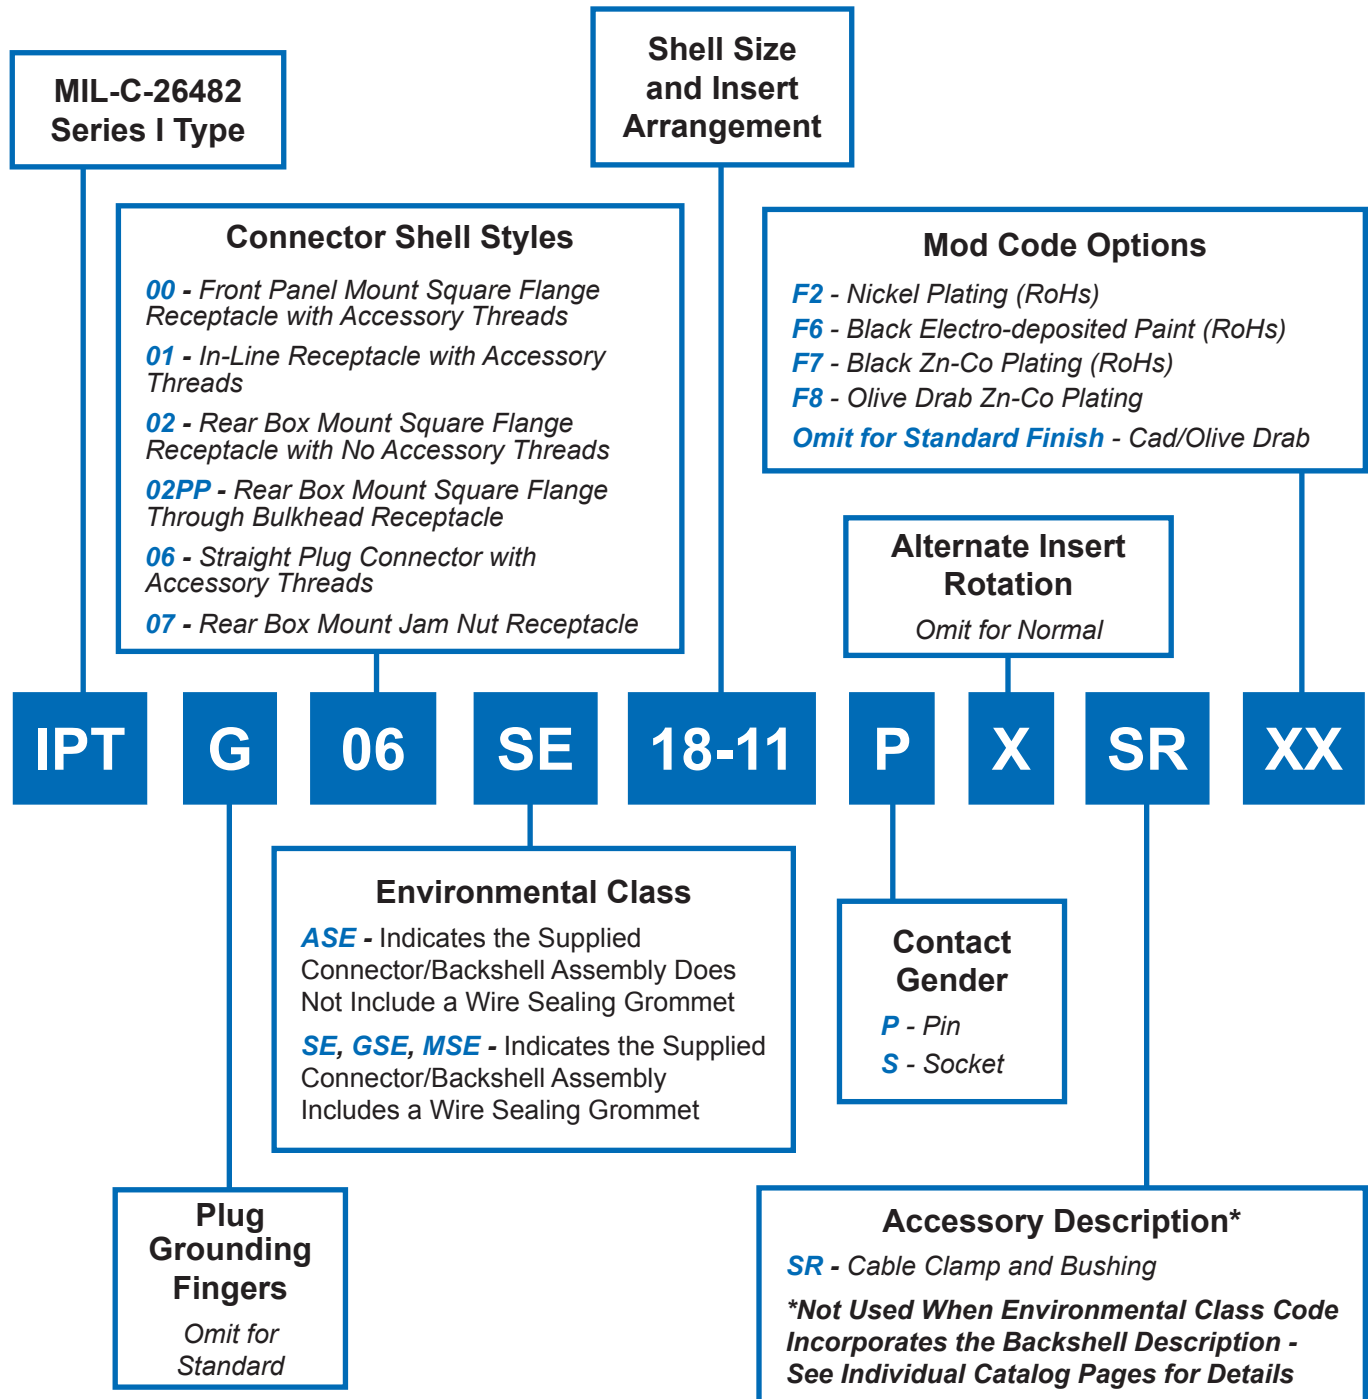 MIL-C-26482
Series I Type
Shell Size
and Insert
Arrangement
Connector Shell Styles
00 - Front Panel Mount Square Flange
Receptacle with Accessory Threads
01 - In-Line Receptacle with Accessory
Threads
02 - Rear Box Mount Square Flange
Receptacle with No Accessory Threads
02PP - Rear Box Mount Square Flange
Through Bulkhead Receptacle
06 - Straight Plug Connector with
Accessory Threads
07 - Rear Box Mount Jam Nut Receptacle
Mod Code Options
F2 - Nickel Plating (RoHs)
F6 - Black Electro-deposited Paint (RoHs)
F7 - Black Zn-Co Plating (RoHs)
F8 - Olive Drab Zn-Co Plating
Omit for Standard Finish - Cad/Olive Drab
Alternate Insert
Rotation
Omit for Normal
IPT G 06 SE 18-11 P X SR XX
Environmental Class
ASE - Indicates the Supplied
Connector/Backshell Assembly Does
Not Include a Wire Sealing Grommet
SE, GSE, MSE - Indicates the Supplied
Connector/Backshell Assembly
Includes a Wire Sealing Grommet
Contact
Gender
P - Pin
S - Socket
Plug
Grounding
Fingers
Omit for
Standard
Accessory Description*
SR - Cable Clamp and Bushing
*Not Used When Environmental Class Code
Incorporates the Backshell Description -
See Individual Catalog Pages for Details